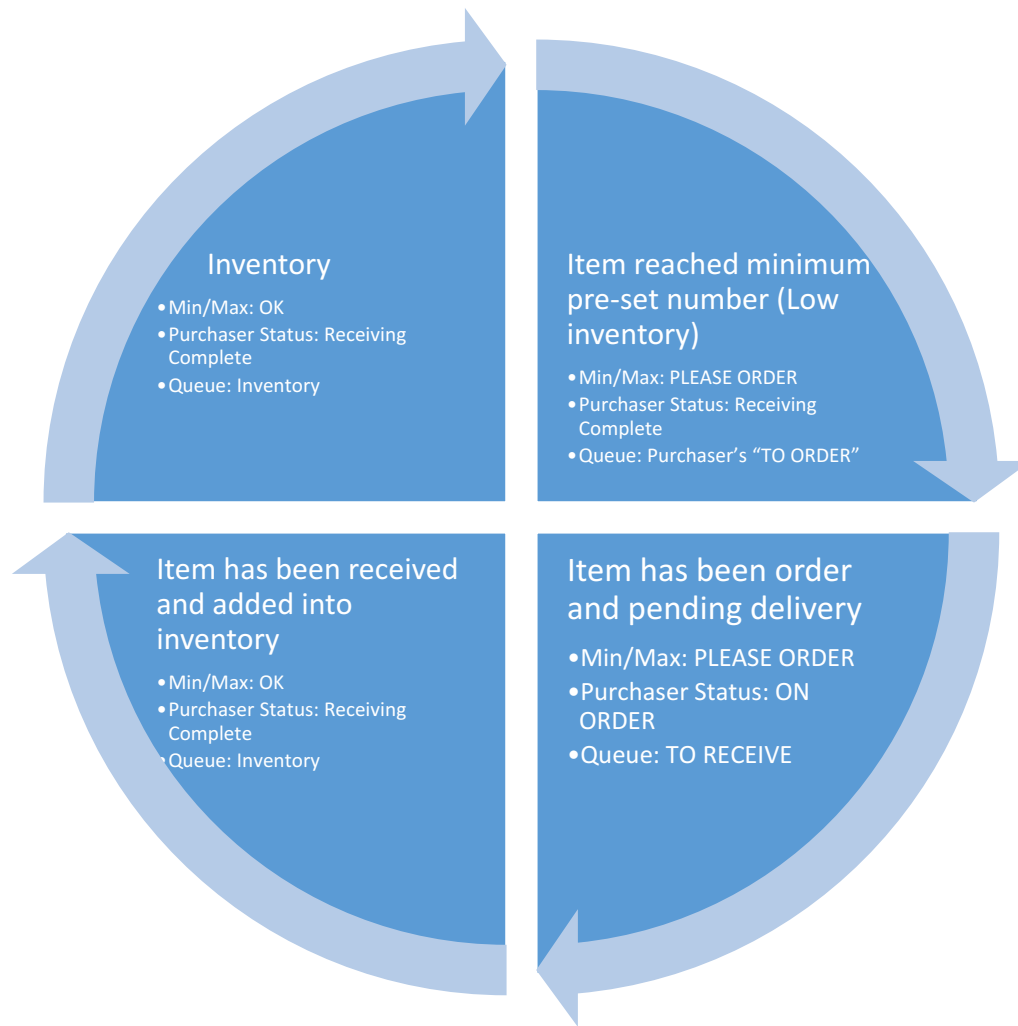 Inventory
•Min/Max: OK
•Purchaser Status: Receiving
Complete
•Queue: Inventory
Item reached minimum
pre-set number (Low
inventory)
•Min/Max: PLEASE ORDER
•Purchaser Status: Receiving
Complete
•Queue: Purchaser's “TO ORDER”
Item has been received
and added into
inventory
•Min/Max: OK
•Purchaser Status: Receiving
Complete
•Queue: Inventory
Item has been order
and pending delivery
•Min/Max: PLEASE ORDER
•Purchaser Status: ON
ORDER
•Queue: TO RECEIVE